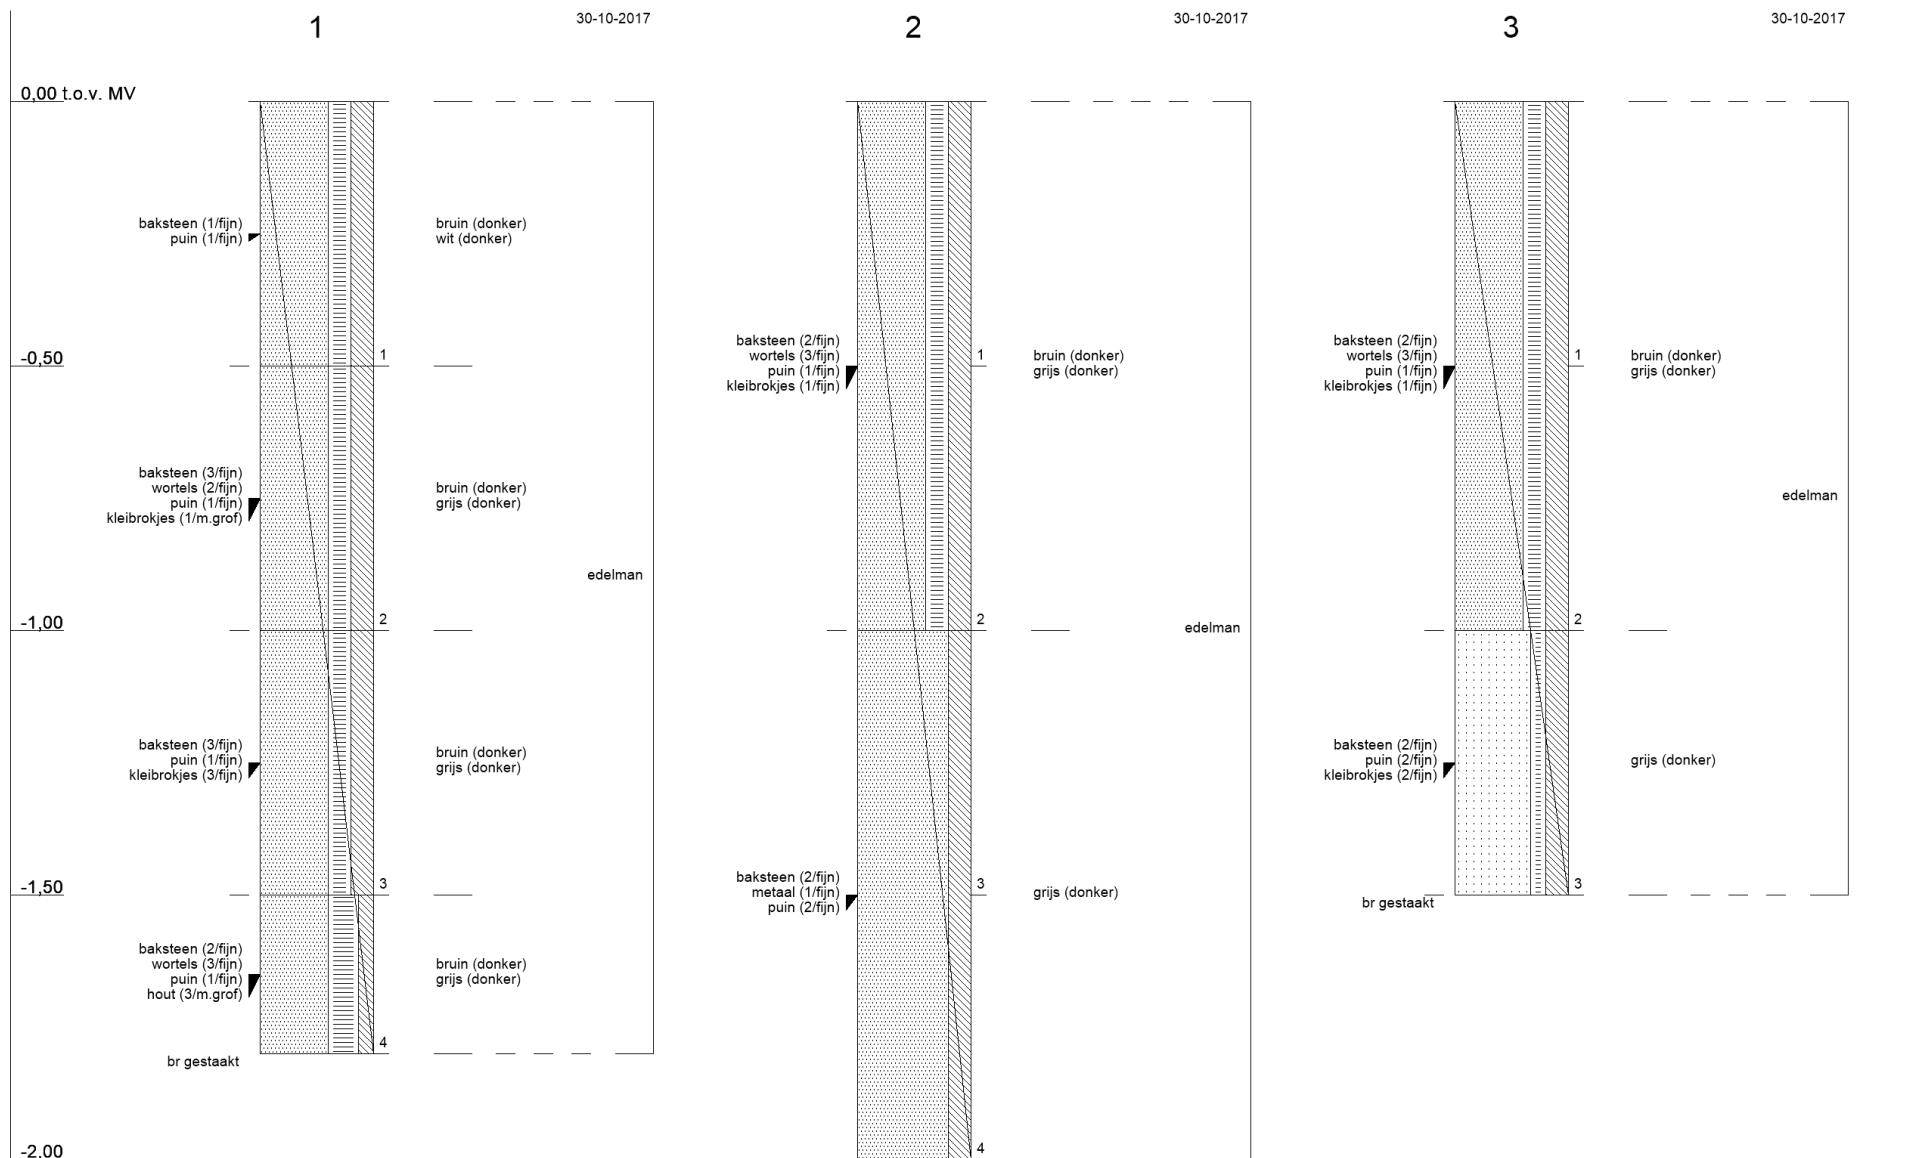 1
30-10-2017
2
30-10-2017
3
30-10-2017
0,00 t.o.v. MV
-0,50
-1,00
-1,50
-2,00
baksteen (1/fijn)
puin (1/fijn)
bruin (donker)
wit (donker)
1
baksteen (3/fijn)
wortels (2/fijn)
puin (1/fijn)
kleibrokjes (1/m.grof)
bruin (donker)
grijs (donker)
edelman
2
baksteen (3/fijn)
puin (1/fijn)
kleibrokjes (3/fijn)
bruin (donker)
grijs (donker)
3
baksteen (2/fijn)
wortels (3/fijn)
puin (1/fijn)
hout (3/m.grof)
bruin (donker)
grijs (donker)
4
br gestaakt
baksteen (2/fijn)
wortels (3/fijn)
puin (1/fijn)
kleibrokjes (1/fijn)
1
bruin (donker)
grijs (donker)
2
edelman
baksteen (2/fijn)
metaal (1/fijn)
puin (2/fijn)
3
grijs (donker)
4
baksteen (2/fijn)
wortels (3/fijn)
puin (1/fijn)
kleibrokjes (1/fijn)
1
bruin (donker)
grijs (donker)
edelman
2
baksteen (2/fijn)
puin (2/fijn)
kleibrokjes (2/fijn)
grijs (donker)
3
br gestaakt